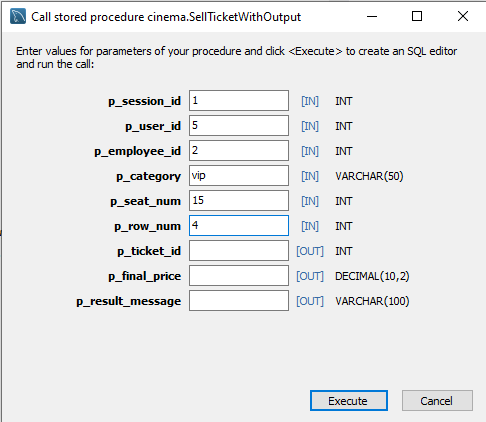 Call stored procedure cinema.SellTicketWithOutput
Enter values for parameters of your procedure and click <Execute> to create an SQL editor
and run the call:
p_session_id 1 [IN] INT
p_user_id 5 [IN] INT
p_employee_id 2 [IN] INT
p_category vip [IN] VARCHAR(50)
p_seat_num 15 [IN] INT
p_row_num 4 [IN] INT
p_ticket_id [OUT] INT
p_final_price [OUT] DECIMAL(10,2)
p_result_message [OUT] VARCHAR(100)
Execute Cancel